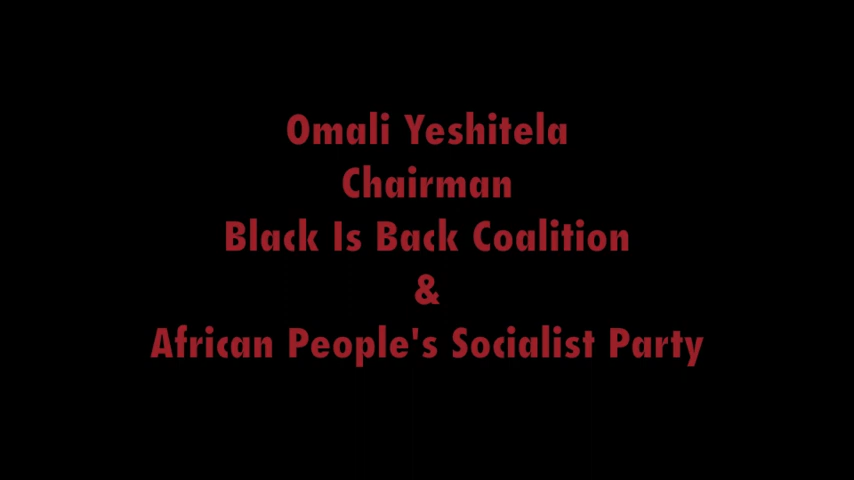 Omali Yeshitela
Chairman
Black Is Back Coalition
&
African People's Socialist Party